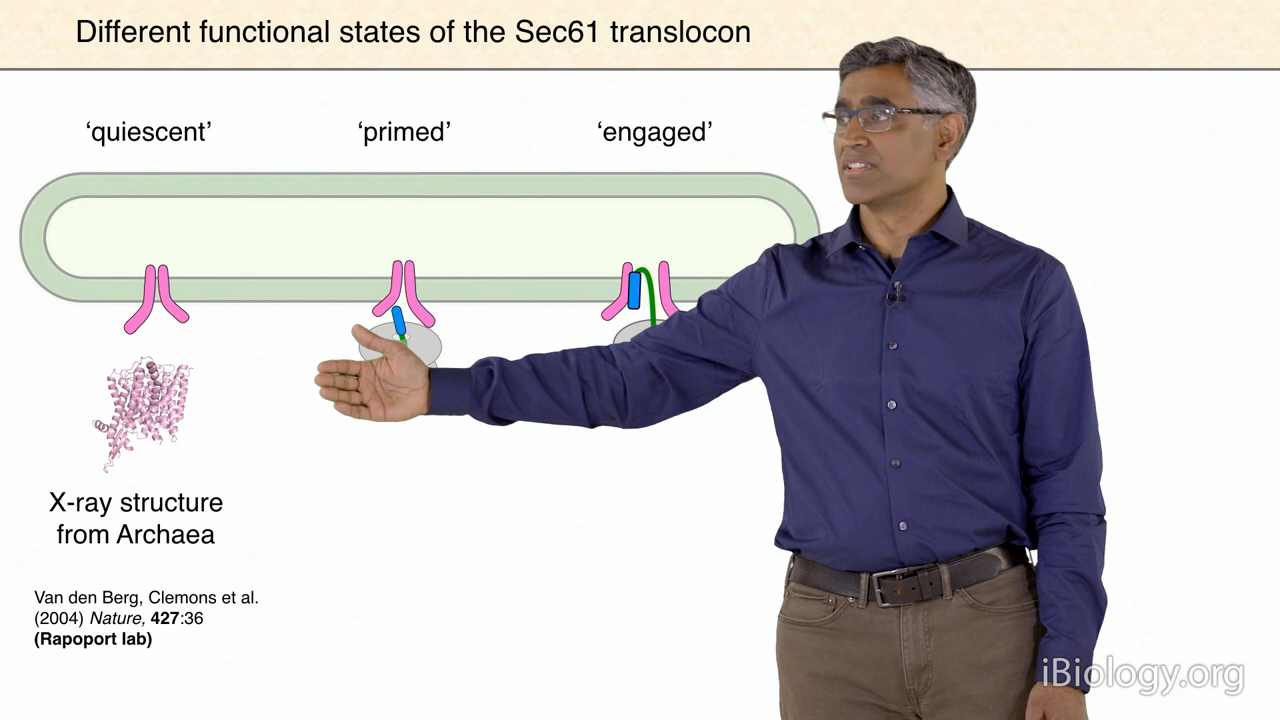 Different functional states of the Sec61 translocon
‘quiescent’
‘primed’
‘engaged’
X-ray structure
from Archaea
Van den Berg, Clemons et al.
(2004) Nature, 427:36
(Rapoport lab)
iBiology.org